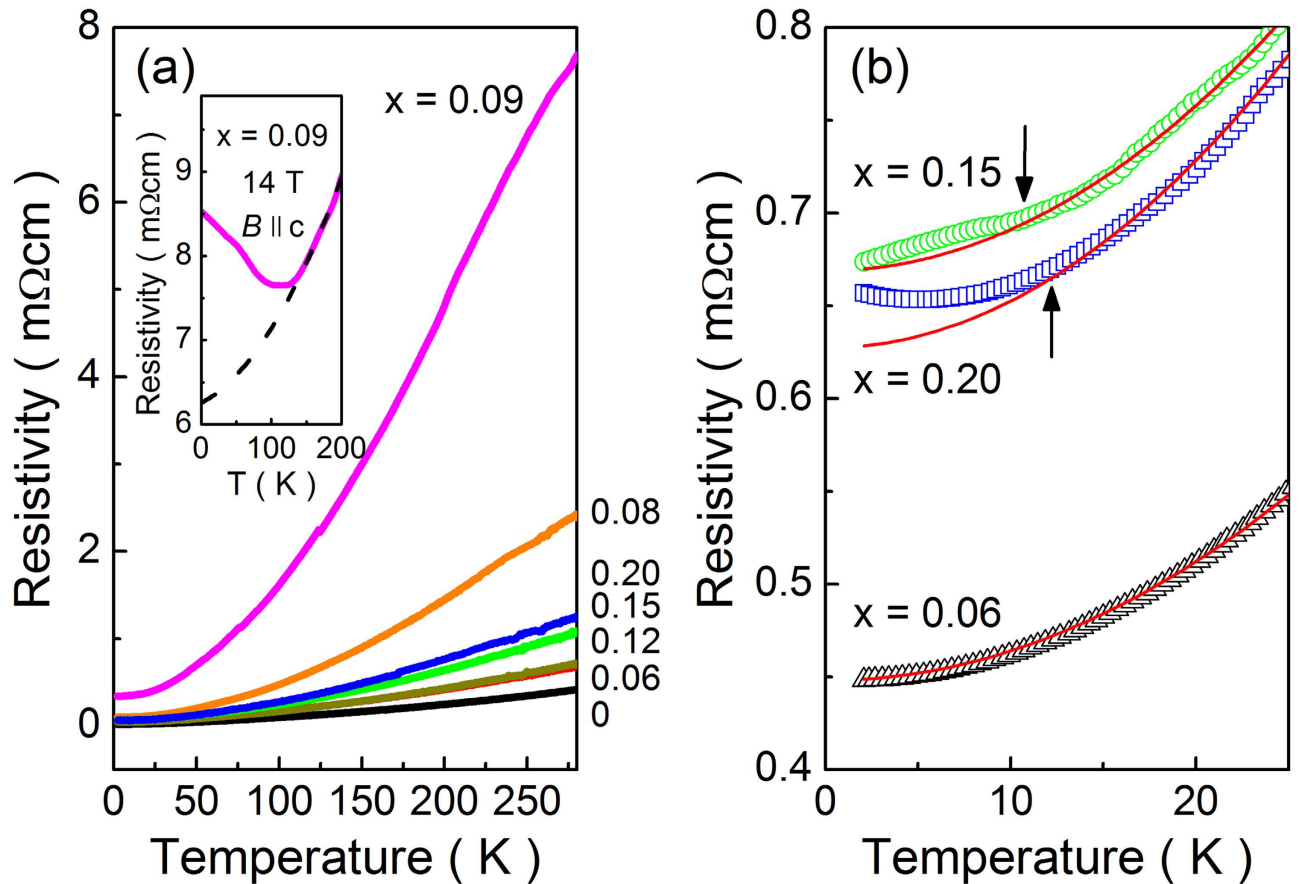 (a)
x = 0.09
8
6
4
2
0
Resistivity ( mΩcm )
0 50 100 150 200 250
Temperature ( K )
x = 0.09
14 T
B || c
9
8
7
6
Resistivity ( mΩcm )
0 100 200
T ( K )
0.08
0.20
0.15
0.12
0.06
0
(b)
0.8
0.7
0.6
0.5
0.4
Resistivity ( mΩcm )
x = 0.15
x = 0.20
x = 0.06
0 10 20
Temperature ( K )